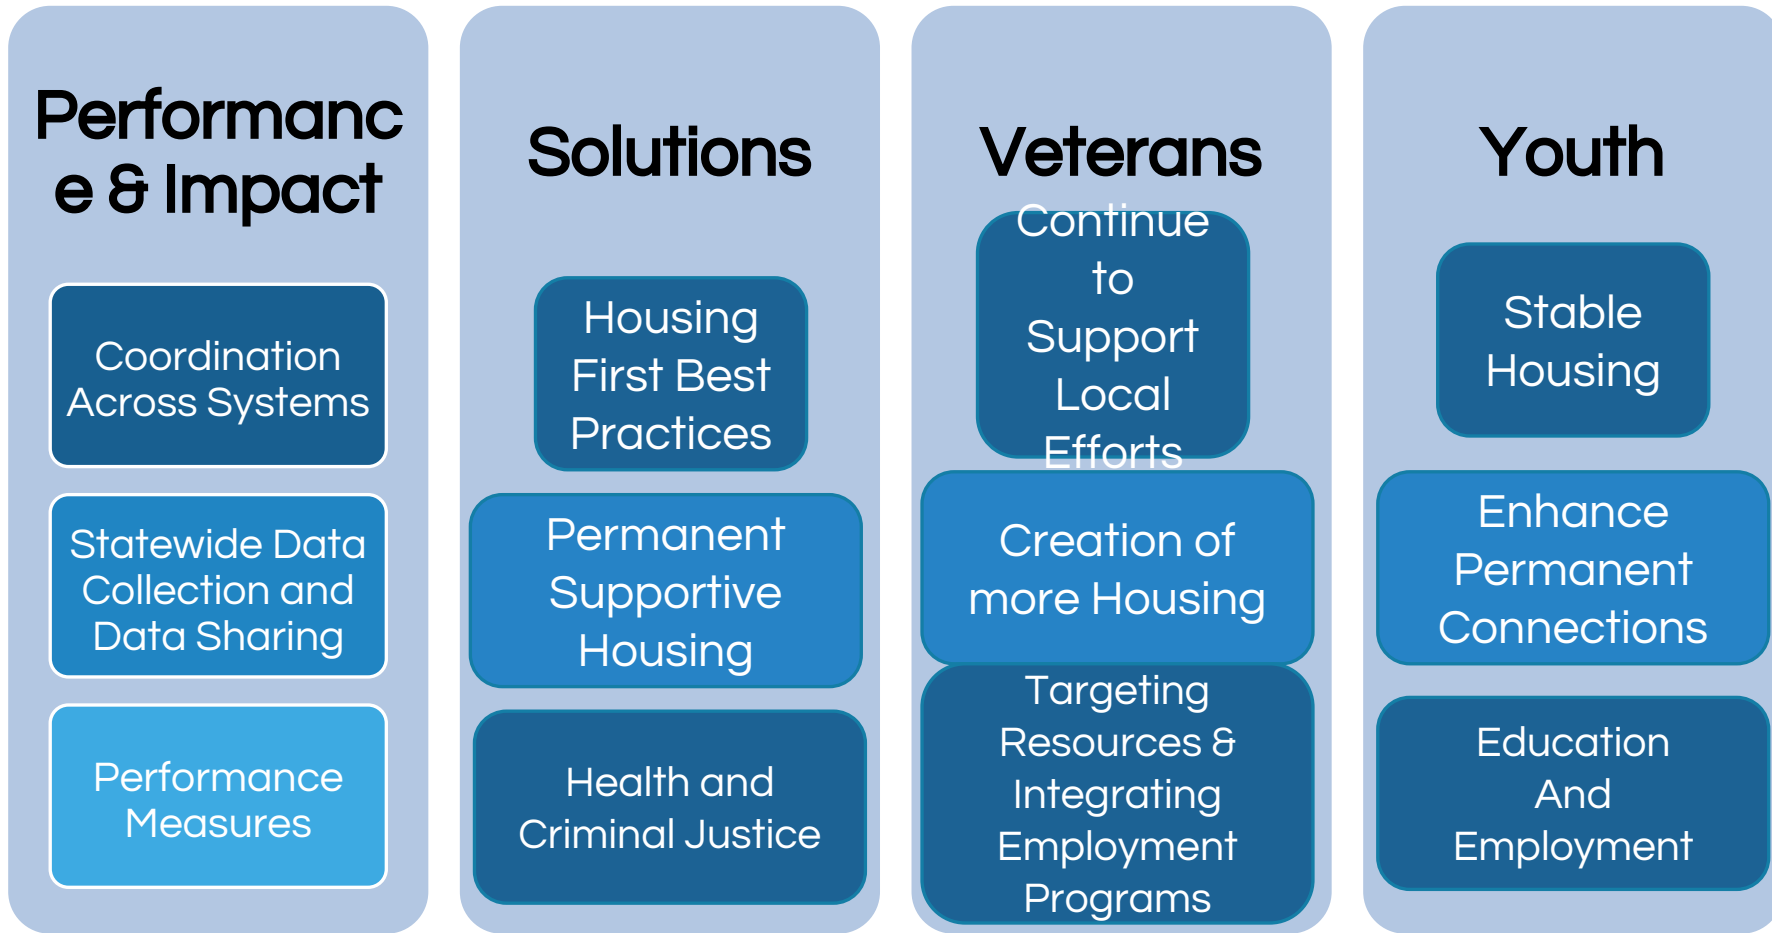 Performanc
e & Impact
Coordination
Across Systems
Statewide Data
Collection and
Data Sharing
Performance
Measures
Solutions
Housing
First Best
Practices
Permanent
Supportive
Housing
Health and
Criminal Justice
Veterans
Continue
to
Support
Local
Efforts
Creation of
more Housing
Targeting
Resources &
Integrating
Employment
Programs
Youth
Stable
Housing
Enhance
Permanent
Connections
Education
And
Employment